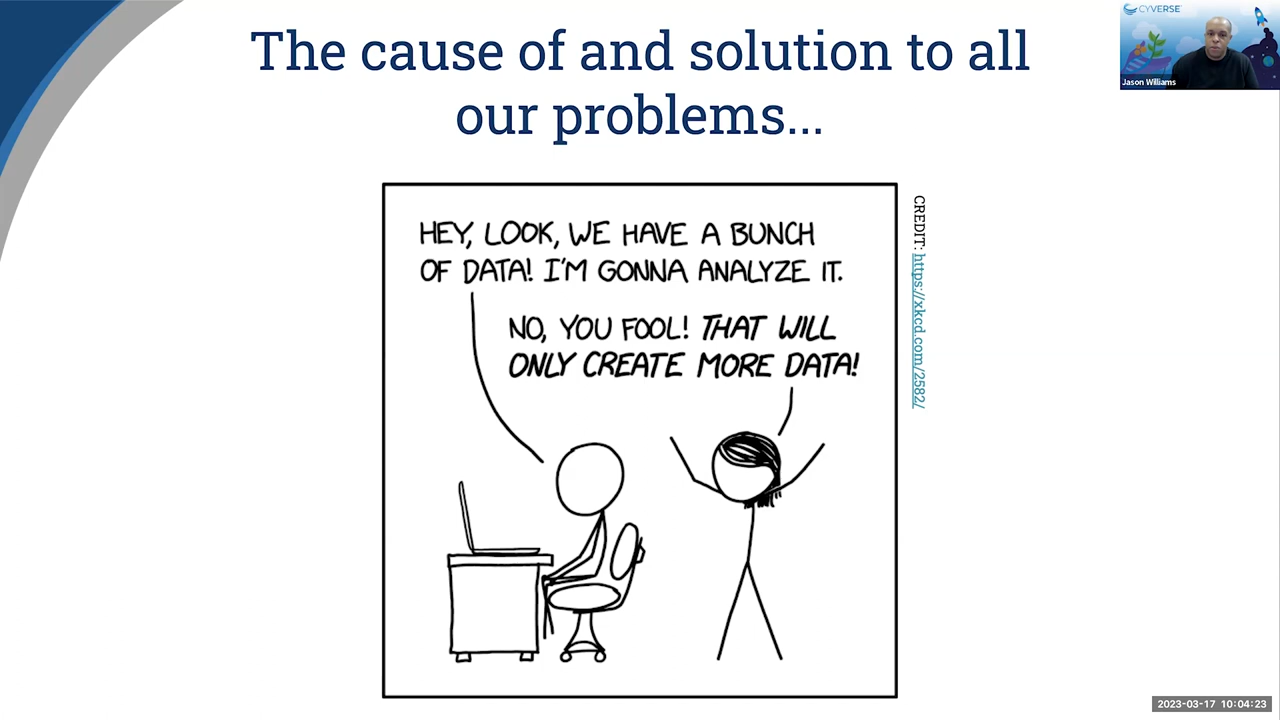 The cause of and solution to all
our problems...
HEY, LOOK, WE HAVE A BUNCH
OF DATA! I'M GONNA ANALYZE IT.
NO, YOU FOOL! THAT WILL
ONLY CREATE MORE DATA!
CREDIT: https://xkcd.com/2582/
CYVERSE
Jason Williams
2023-03-17 10:04:23